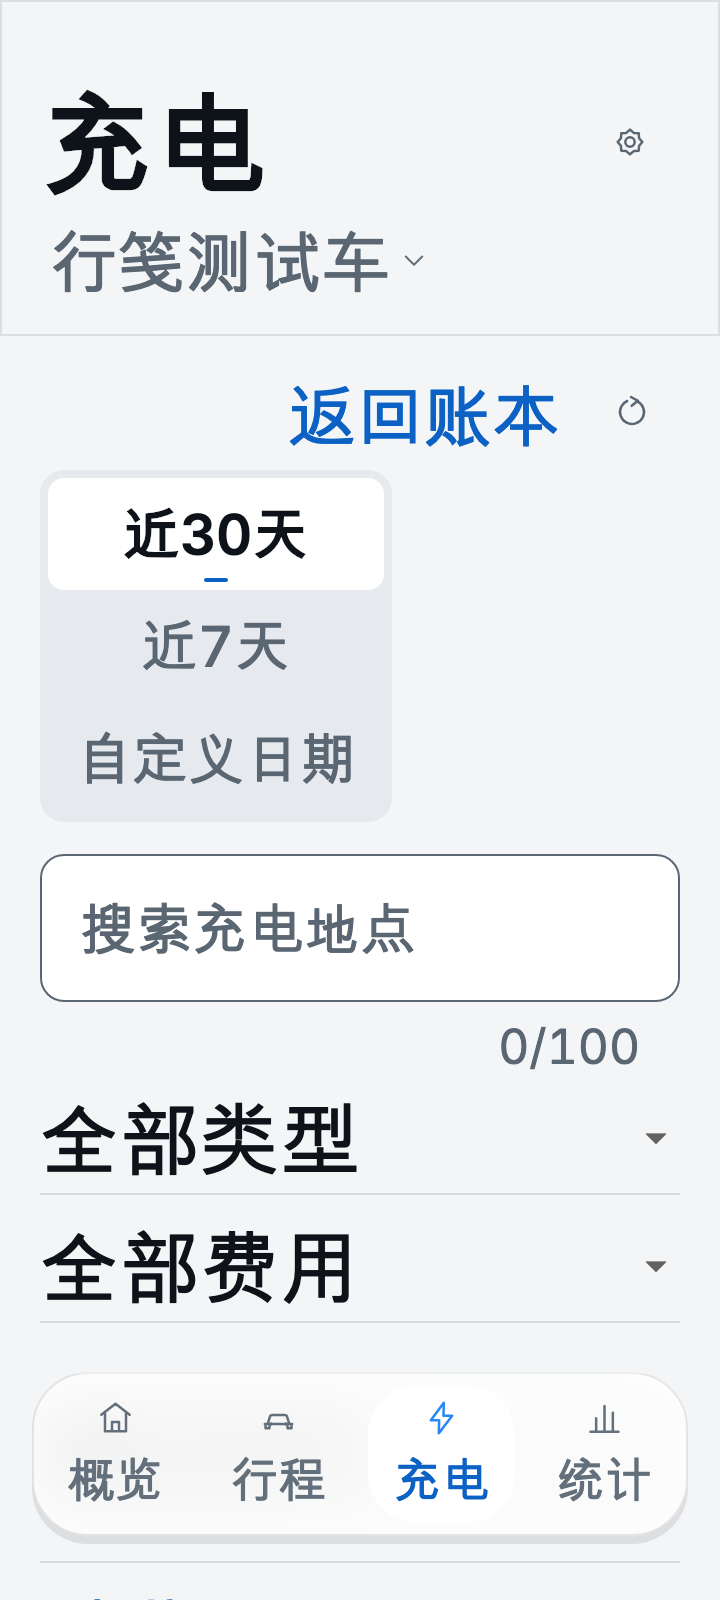 充电
行笺测试车
返回账本
近30天
近7天
自定义日期
搜索充电地点
0/100
全部类型
全部费用
概览
行程
充电
统计